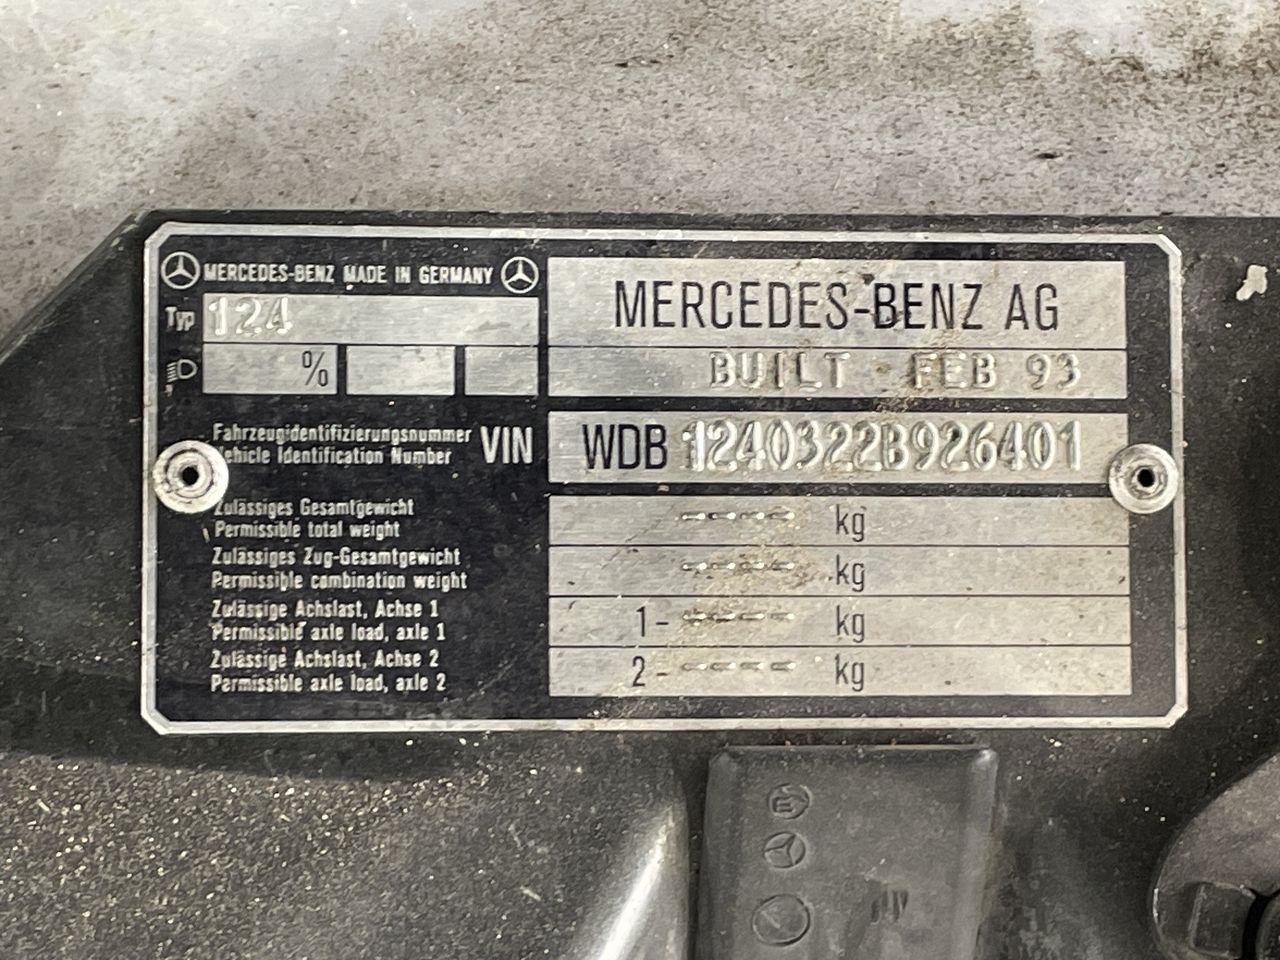 MERCEDES-BENZ MADE IN GERMANY
MERCEDES-BENZ AG
Typ 124
BUILT FEB 93
%
Fahrzeugidentifizierungsnummer
Vehicle Identification Number
VIN
WDB 1240322B926401
Zulässiges Gesamtgewicht
Permissible total weight
---- kg
Zulässiges Zug-Gesamtgewicht
Permissible combination weight
---- kg
Zulässige Achslast, Achse 1
Permissible axle load, axle 1
1- ---- kg
Zulässige Achslast, Achse 2
Permissible axle load, axle 2
2- ---- kg